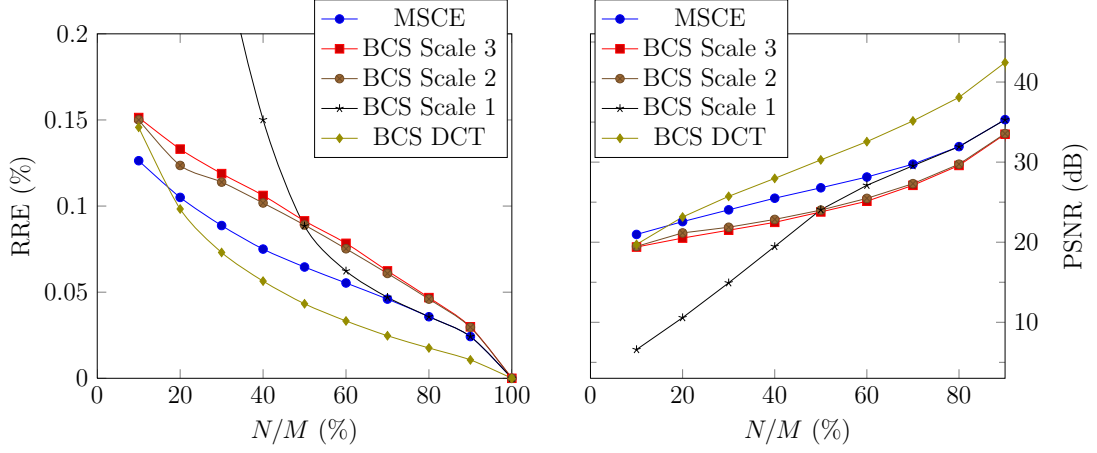 MSCE
BCS Scale 3
BCS Scale 2
BCS Scale 1
BCS DCT
0.2
0.15
0.1
0.05
0
RRE (%)
0 20 40 60 80 100
N/M (%)
MSCE
BCS Scale 3
BCS Scale 2
BCS Scale 1
BCS DCT
40
30
20
10
PSNR (dB)
0 20 40 60 80
N/M (%)